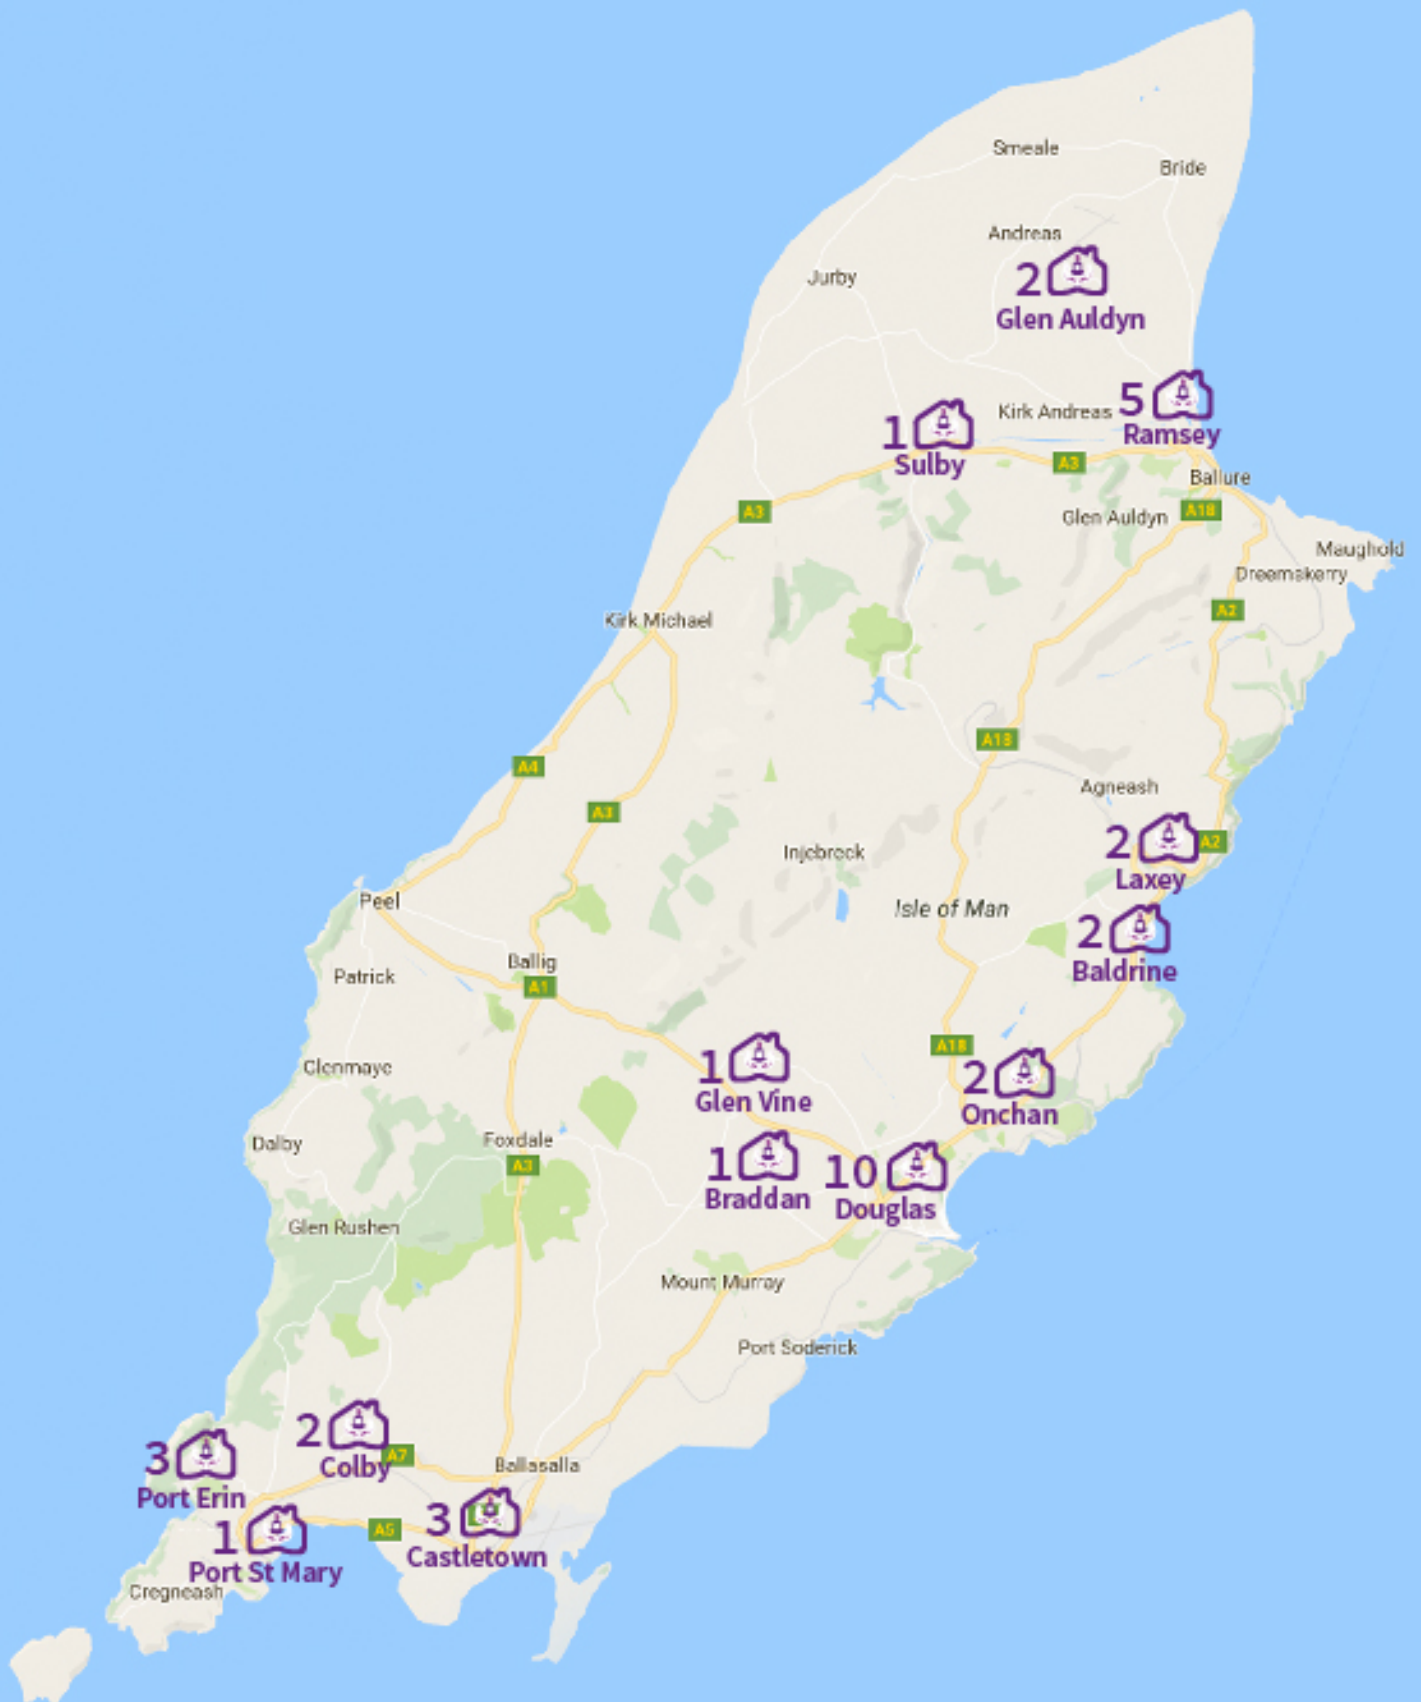 Smeale
Bride
Andreas
2
Glen Auldyn
Jurby
5
Ramsey
Kirk Andreas
1
Sulby
A3
Ballure
A18
Glen Auldyn
A3
Maughold
Dreemskerry
A2
Kirk Michael
A18
A4
Agneash
A3
2
A2
Laxey
Injebreck
Peel
Isle of Man
2
Baldrine
Ballig
Patrick
A1
A18
1
Glen Vine
Clenmaye
2
Onchan
Dalby
Foxdale
A3
1
Braddan
10
Douglas
Glen Rushen
Mount Murray
Port Soderick
2
Colby
A7
3
Port Erin
Ballasalla
3
Castletown
A5
1
Port St Mary
Cregneash